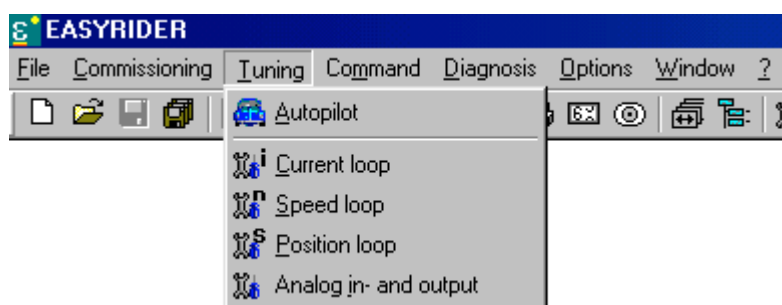 EASYRIDER
File Commissioning Tuning Command Diagnosis Options Window ?
Autopilot
i Current loop
n Speed loop
S Position loop
Analog in- and output